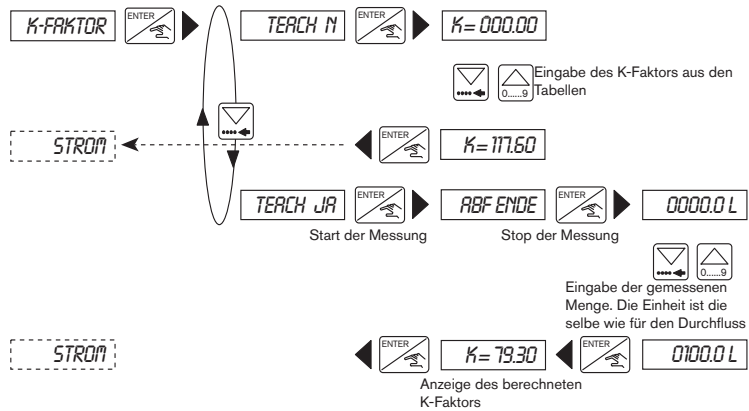 K-FAKTOR ENTER TEACH N ENTER K=000.00
0......9 Eingabe des K-Faktors aus den
Tabellen
STROM ENTER K=117.60
TEACH JA ENTER ABF ENDE ENTER 0000.0 L
Start der Messung Stop der Messung
0......9
Eingabe der gemessenen
Menge. Die Einheit ist die
selbe wie für den Durchfluss
STROM ENTER K=79.30 ENTER 0100.0 L
Anzeige des berechneten
K-Faktors